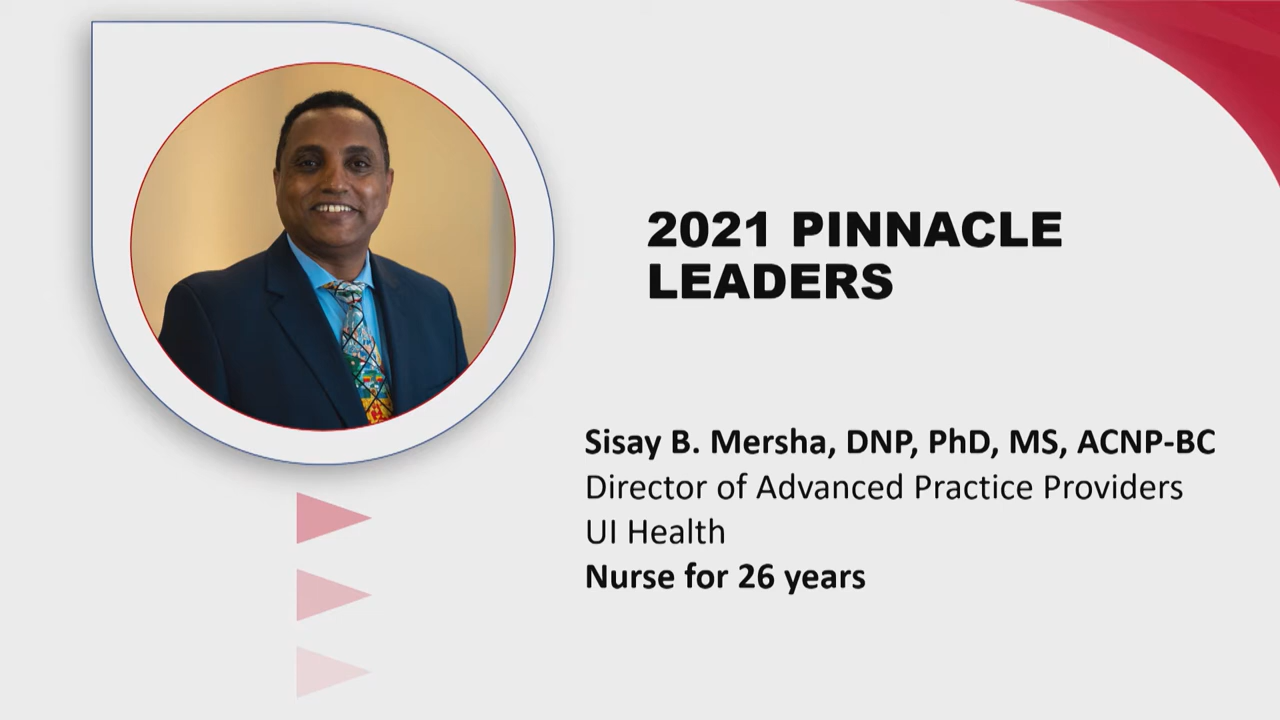 2021 PINNACLE
LEADERS
Sisay B. Mersha, DNP, PhD, MS, ACNP-BC
Director of Advanced Practice Providers
UI Health
Nurse for 26 years